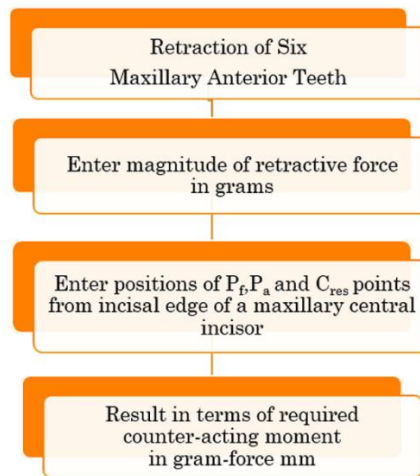 Retraction of Six
Maxillary Anterior Teeth
Enter magnitude of retractive force
in grams
Enter positions of Pf,Pa and Cres points
from incisal edge of a maxillary central
incisor
Result in terms of required
counter-acting moment
in gram-force mm